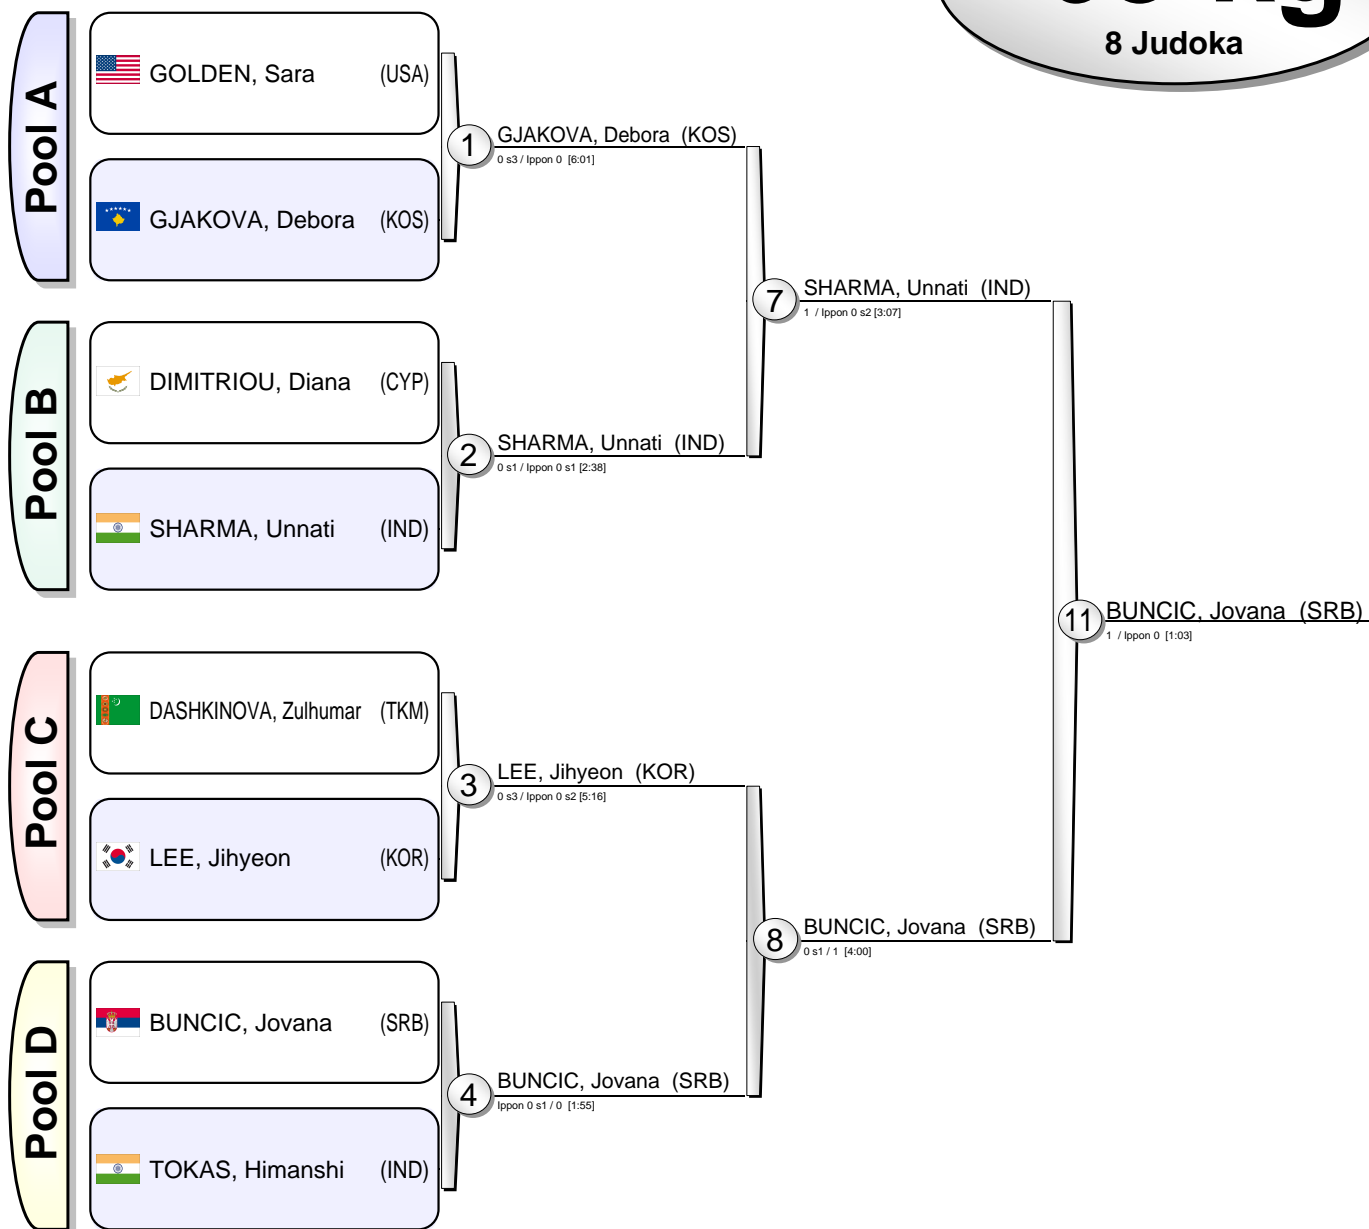 8 Judoka
Pool A
GOLDEN, Sara (USA)
GJAKOVA, Debora (KOS)
1
GJAKOVA, Debora (KOS)
0 s3 / Ippon 0 [6:01]
Pool B
DIMITRIOU, Diana (CYP)
SHARMA, Unnati (IND)
2
SHARMA, Unnati (IND)
0 s1 / Ippon 0 s1 [2:38]
7
SHARMA, Unnati (IND)
1 / Ippon 0 s2 [3:07]
Pool C
DASHKINOVA, Zulhumar (TKM)
LEE, Jihyeon (KOR)
3
LEE, Jihyeon (KOR)
0 s3 / Ippon 0 s2 [5:16]
Pool D
BUNCIC, Jovana (SRB)
TOKAS, Himanshi (IND)
4
BUNCIC, Jovana (SRB)
Ippon 0 s1 / 0 [1:55]
8
BUNCIC, Jovana (SRB)
0 s1 / 1 [4:00]
11
BUNCIC, Jovana (SRB)
1 / Ippon 0 [1:03]